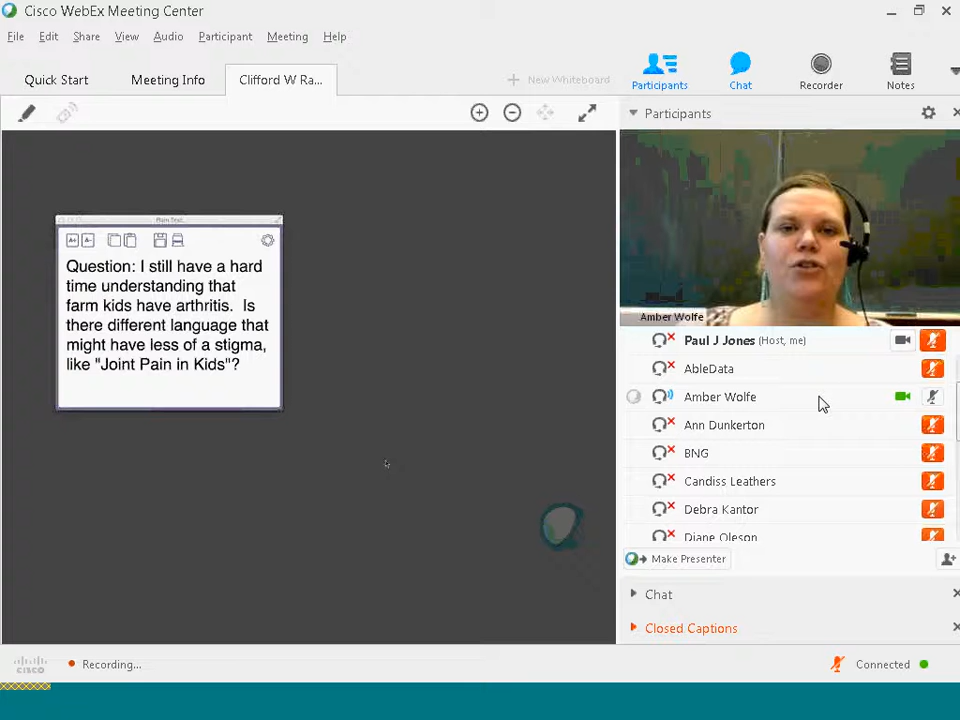 Cisco WebEx Meeting Center
File Edit Share View Audio Participant Meeting Help
Quick Start Meeting Info Clifford W Ra... New Whiteboard
Participants Chat Recorder Notes
Participants
Plain Text
A+ A-
Question: I still have a hard
time understanding that
farm kids have arthritis. Is
there different language that
might have less of a stigma,
like "Joint Pain in Kids"?
Amber Wolfe
Paul J Jones (Host, me)
AbleData
Amber Wolfe
Ann Dunkerton
BNG
Candiss Leathers
Debra Kantor
Diane Oleson
Make Presenter
Chat
Closed Captions
cisco Recording... Connected